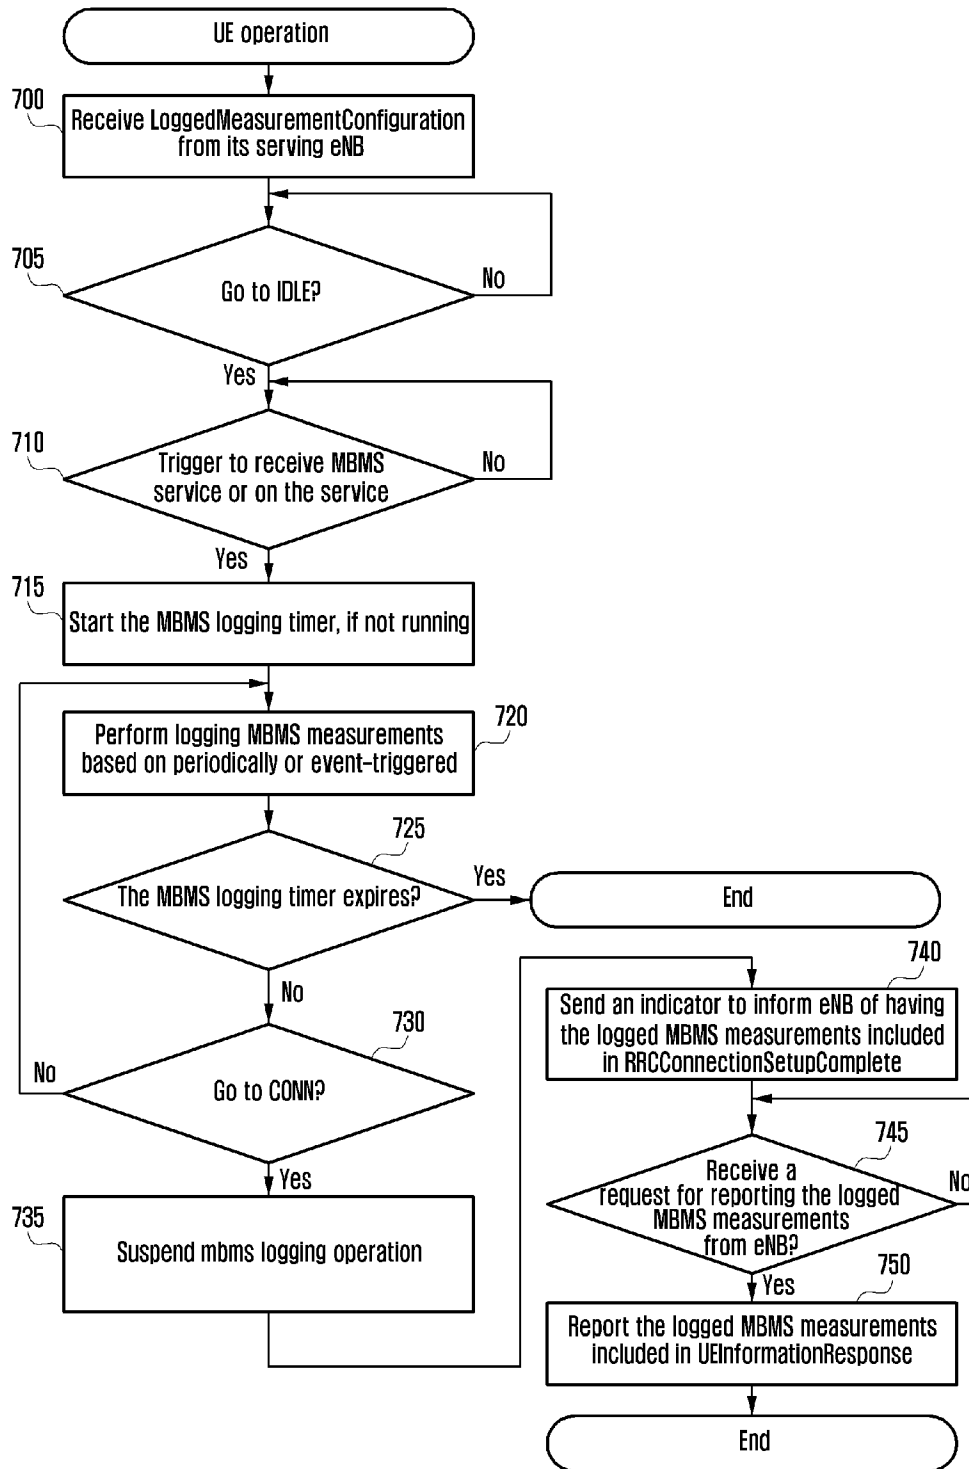 UE operation
700
Receive LoggedMeasurementConfiguration
from its serving eNB
705
Go to IDLE?
No
Yes
710
Trigger to receive MBMS
service or on the service
No
Yes
715
Start the MBMS logging timer, if not running
720
Perform logging MBMS measurements
based on periodically or event-triggered
725
The MBMS logging timer expires?
Yes
End
No
730
Go to CONN?
No
Yes
735
Suspend mbms logging operation
740
Send an indicator to inform eNB of having
the logged MBMS measurements included
in RRCConnectionSetupComplete
745
Receive a
request for reporting the logged
MBMS measurements
from eNB?
No
Yes
750
Report the logged MBMS measurements
included in UEInformationResponse
End